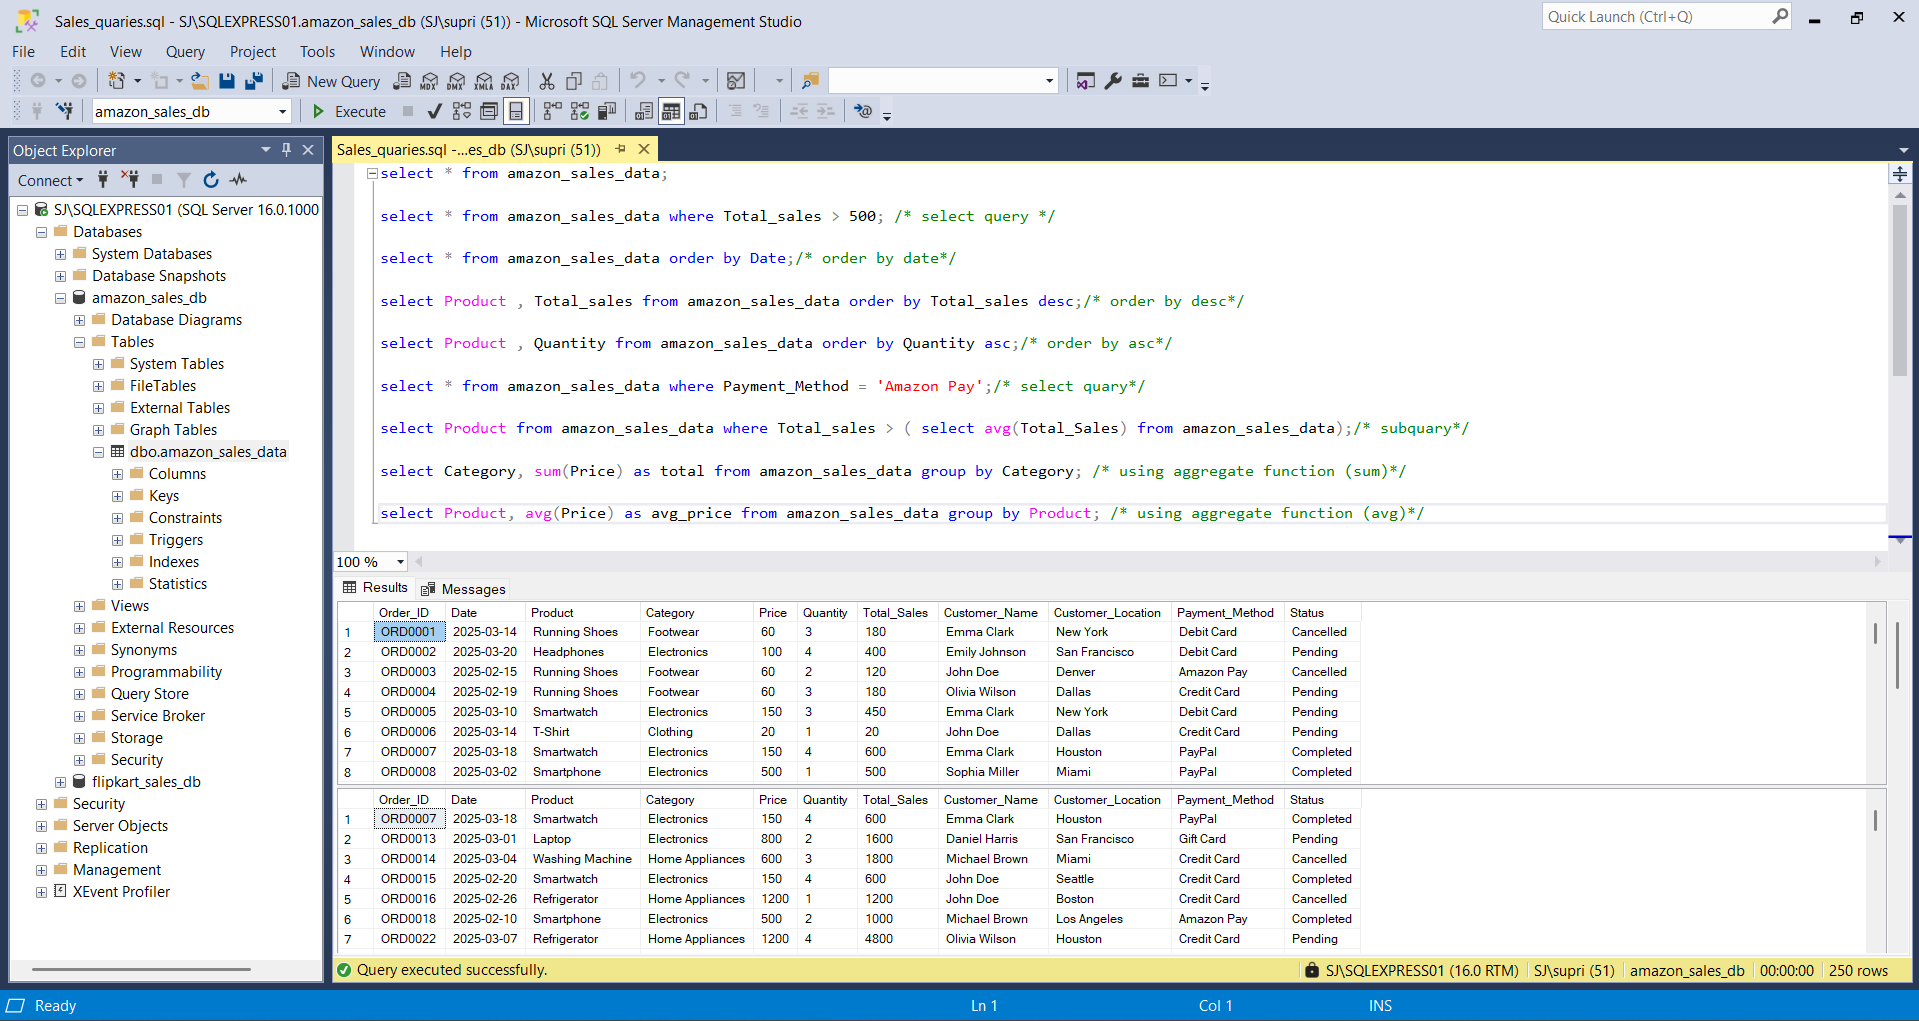 Sales_quaries.sql - SJ\SQLEXPRESS01.amazon_sales_db (SJ\supri (51)) - Microsoft SQL Server Management Studio
Quick Launch (Ctrl+Q)
File Edit View Query Project Tools Window Help
New Query MDX DMX XMLA DAX
amazon_sales_db Execute
Object Explorer
Connect
SJ\SQLEXPRESS01 (SQL Server 16.0.1000
Databases
System Databases
Database Snapshots
amazon_sales_db
Database Diagrams
Tables
System Tables
FileTables
External Tables
Graph Tables
dbo.amazon_sales_data
Columns
Keys
Constraints
Triggers
Indexes
Statistics
Views
External Resources
Synonyms
Programmability
Query Store
Service Broker
Storage
Security
flipkart_sales_db
Security
Server Objects
Replication
Management
XEvent Profiler
Sales_quaries.sql -...es_db (SJ\supri (51))
select * from amazon_sales_data;
select * from amazon_sales_data where Total_sales > 500; /* select query */
select * from amazon_sales_data order by Date;/* order by date*/
select Product , Total_sales from amazon_sales_data order by Total_sales desc;/* order by desc*/
select Product , Quantity from amazon_sales_data order by Quantity asc;/* order by asc*/
select * from amazon_sales_data where Payment_Method = 'Amazon Pay';/* select quary*/
select Product from amazon_sales_data where Total_sales > ( select avg(Total_Sales) from amazon_sales_data);/* subquary*/
select Category, sum(Price) as total from amazon_sales_data group by Category; /* using aggregate function (sum)*/
select Product, avg(Price) as avg_price from amazon_sales_data group by Product; /* using aggregate function (avg)*/
100 %
Results Messages
Order_ID Date Product Category Price Quantity Total_Sales Customer_Name Customer_Location Payment_Method Status
1 ORD0001 2025-03-14 Running Shoes Footwear 60 3 180 Emma Clark New York Debit Card Cancelled
2 ORD0002 2025-03-20 Headphones Electronics 100 4 400 Emily Johnson San Francisco Debit Card Pending
3 ORD0003 2025-02-15 Running Shoes Footwear 60 2 120 John Doe Denver Amazon Pay Cancelled
4 ORD0004 2025-02-19 Running Shoes Footwear 60 3 180 Olivia Wilson Dallas Credit Card Pending
5 ORD0005 2025-03-10 Smartwatch Electronics 150 3 450 Emma Clark New York Debit Card Pending
6 ORD0006 2025-03-14 T-Shirt Clothing 20 1 20 John Doe Dallas Credit Card Pending
7 ORD0007 2025-03-18 Smartwatch Electronics 150 4 600 Emma Clark Houston PayPal Completed
8 ORD0008 2025-03-02 Smartphone Electronics 500 1 500 Sophia Miller Miami PayPal Completed
Order_ID Date Product Category Price Quantity Total_Sales Customer_Name Customer_Location Payment_Method Status
1 ORD0007 2025-03-18 Smartwatch Electronics 150 4 600 Emma Clark Houston PayPal Completed
2 ORD0013 2025-03-01 Laptop Electronics 800 2 1600 Daniel Harris San Francisco Gift Card Pending
3 ORD0014 2025-03-04 Washing Machine Home Appliances 600 3 1800 Michael Brown Miami Credit Card Cancelled
4 ORD0015 2025-02-20 Smartwatch Electronics 150 4 600 John Doe Seattle Credit Card Completed
5 ORD0016 2025-02-26 Refrigerator Home Appliances 1200 1 1200 John Doe Boston Credit Card Cancelled
6 ORD0018 2025-02-10 Smartphone Electronics 500 2 1000 Michael Brown Los Angeles Amazon Pay Completed
7 ORD0022 2025-03-07 Refrigerator Home Appliances 1200 4 4800 Olivia Wilson Houston Credit Card Pending
Query executed successfully. SJ\SQLEXPRESS01 (16.0 RTM) SJ\supri (51) amazon_sales_db 00:00:00 250 rows
Ready Ln 1 Col 1 INS